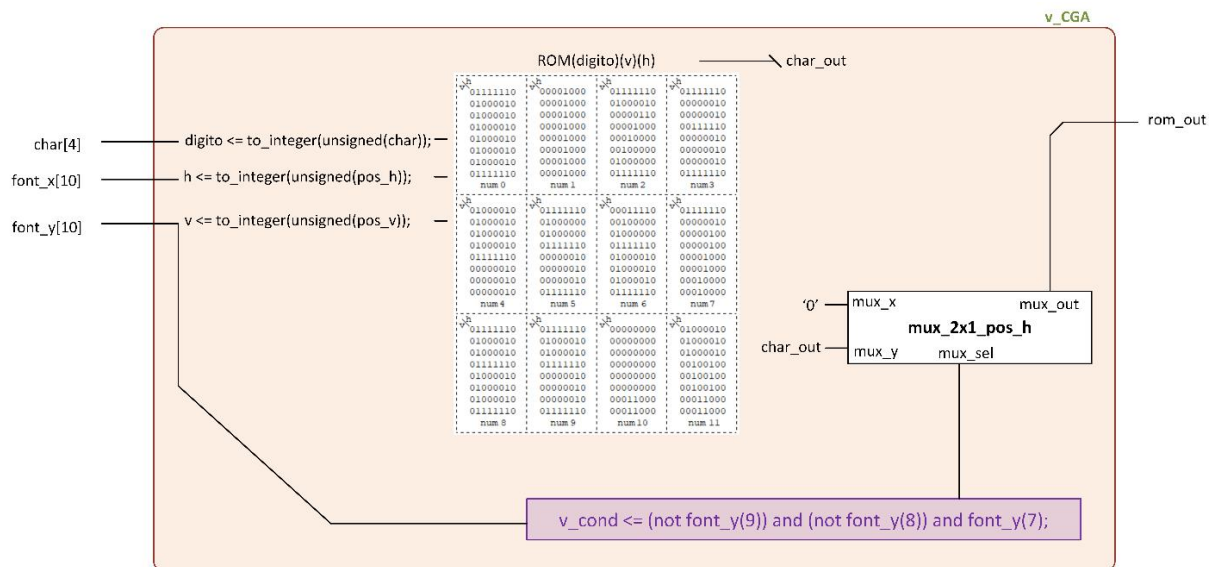 v_CGA
ROM(digito)(v)(h)
char_out
char[4]
digito <= to_integer(unsigned(char));
font_x[10]
h <= to_integer(unsigned(pos_h));
font_y[10]
v <= to_integer(unsigned(pos_v));
01111110 00001000 01111110 01111110
01000010 00001000 01000010 00000010
01000010 00001000 00000110 00000010
01000010 00001000 00001000 00111110
01000010 00001000 00010000 00000010
01000010 00001000 00100000 00000010
01000010 00001000 01000000 00000010
01111110 00001000 01111110 01111110
num 0 num 1 num 2 num 3
01000010 01111110 00011110 01111110
01000010 01000000 00100000 00000010
01000010 01000000 01000000
01000010 01111110 01111110 00000100
01111110 00000010 01000010
00000010 00000010 01000010 00001000
00000010 00000010 01000010
00000010 01111110 01111110 00010000
num 4 num 5 num 6 num 7
01111110 01111110 00000000 01000010
01000010 01000010 00000000 01000010
01000010 01000010 00000000 01000010
01111110 01111110 00000000 00100100
01000010 00000010 00000000 00100100
01000010 00000010 00000000
01000010 00000010 00011000 00011000
01111110 01111110 00011000 00011000
num 8 num 9 num 10 num 11
rom_out
'0'
mux_x
mux_out
mux_2x1_pos_h
char_out
mux_y
mux_sel
v_cond <= (not font_y(9)) and (not font_y(8)) and font_y(7);